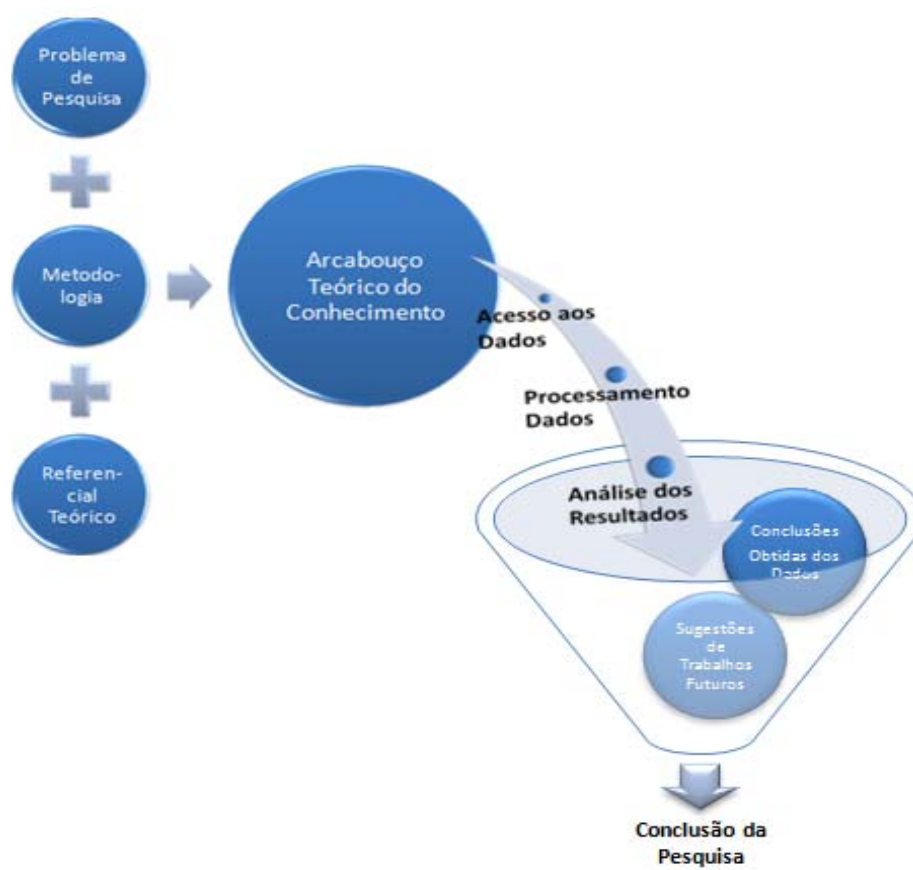 Problema
de
Pesquisa
Metodo-
logia
Referen-
cial
Teórico
Arcabouço
Teórico do
Conhecimento
Acesso aos
Dados
Processamento
Dados
Análise dos
Resultados
Conclusões
Obtidas dos
Dados
Sugestões
de
Trabalhos
Futuros
Conclusão da
Pesquisa